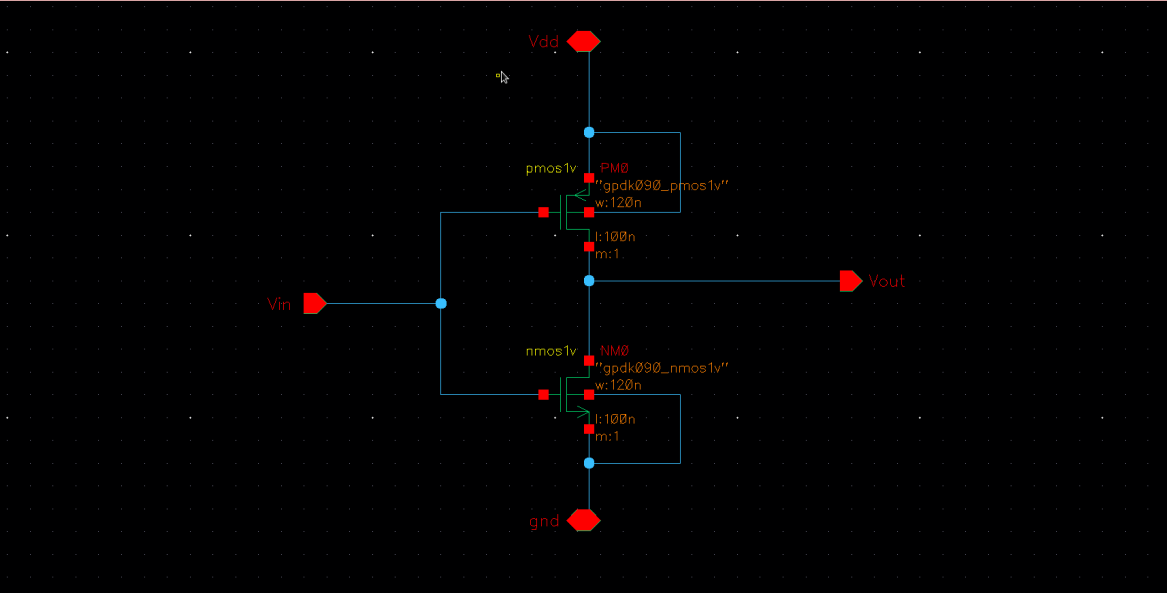 Vdd
pmos1v PM0
"gpdk090_pmos1v"
w:120n
l:100n
m:1
Vout
Vin
nmos1v NM0
"gpdk090_nmos1v"
w:120n
l:100n
m:1
gnd